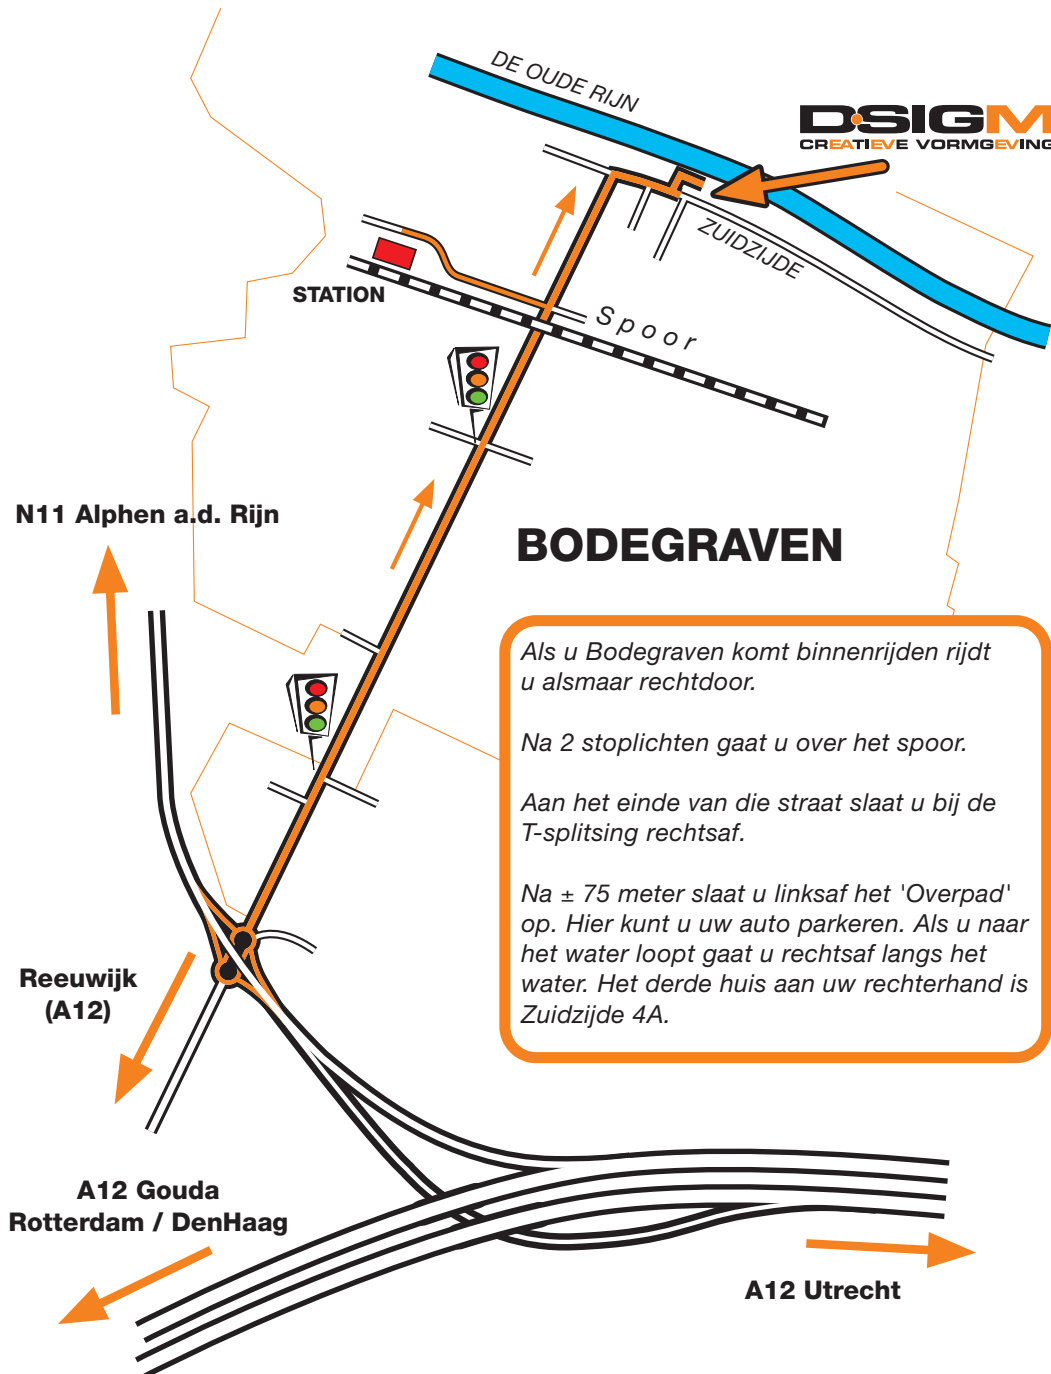 DE OUDE RIJN
D·SIGM
CREATIEVE VORMGEVING
ZUIDZIJDE
STATION
Spoor
N11 Alphen a.d. Rijn
BODEGRAVEN
Als u Bodegraven komt binnenrijden rijdt
u alsmaar rechtdoor.
Na 2 stoplichten gaat u over het spoor.
Aan het einde van die straat slaat u bij de
T-splitsing rechtsaf.
Na ± 75 meter slaat u linksaf het 'Overpad'
op. Hier kunt u uw auto parkeren. Als u naar
het water loopt gaat u rechtsaf langs het
water. Het derde huis aan uw rechterhand is
Zuidzijde 4A.
Reeuwijk
(A12)
A12 Gouda
Rotterdam / DenHaag
A12 Utrecht